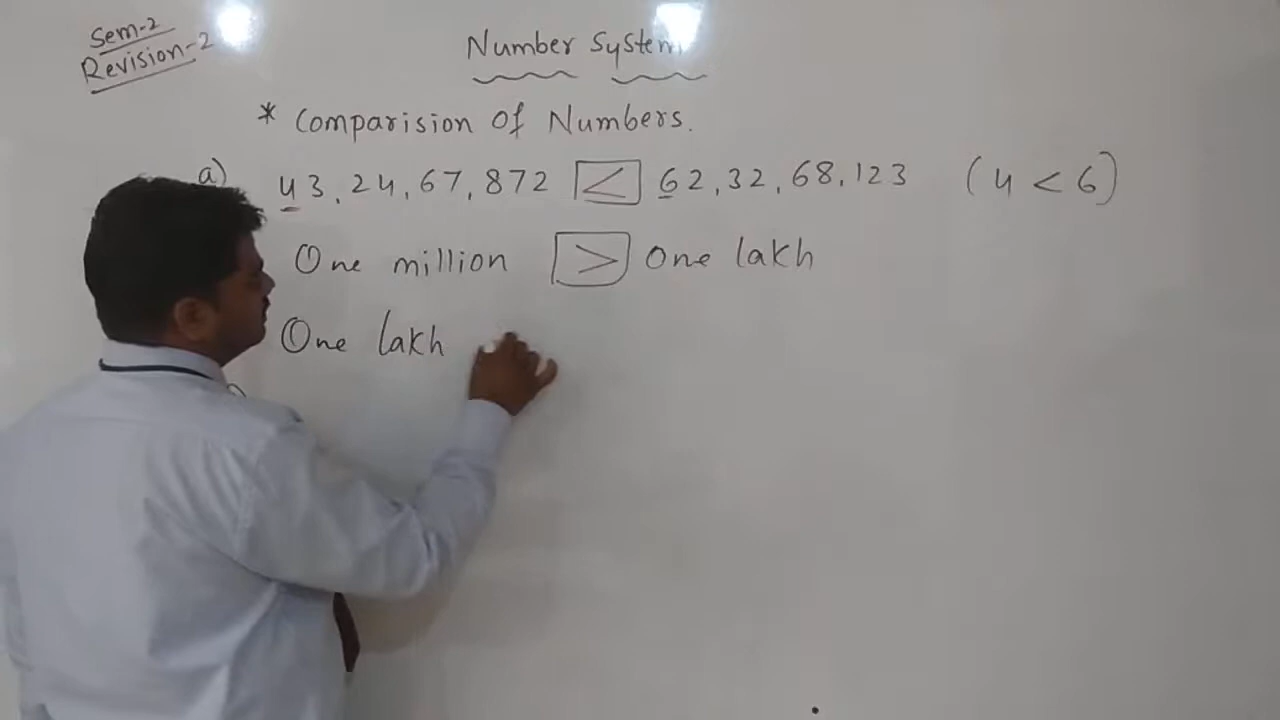 Sem-2
Revision-2
Number System
* Comparision of Numbers.
a) 43,24,67,872 < 62,32,68,123 (4 < 6)
One million > One lakh
One lakh